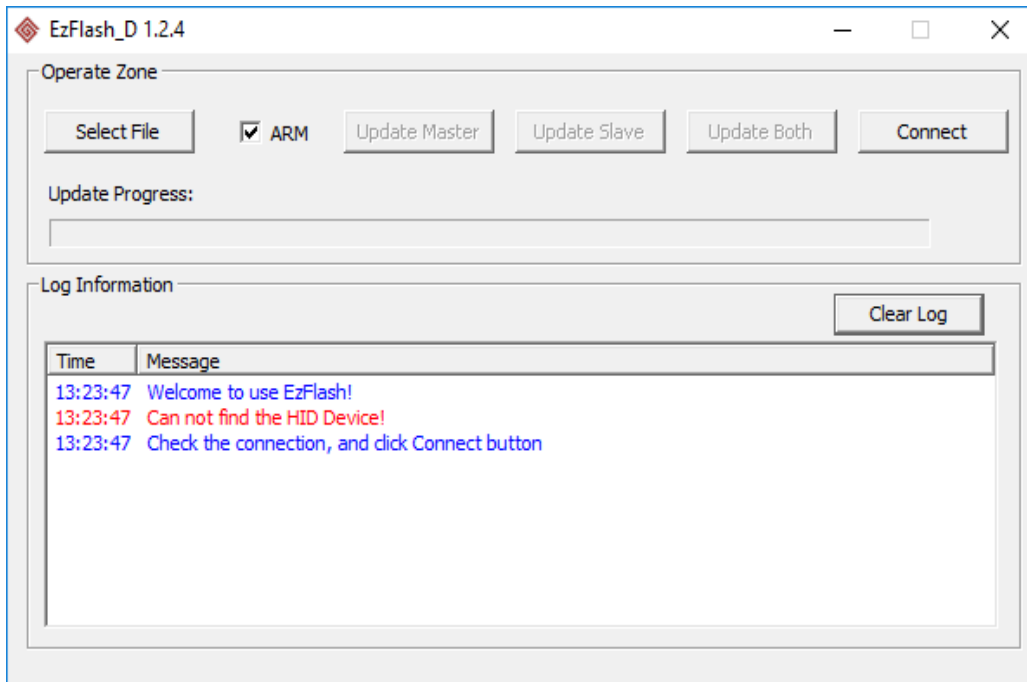 EzFlash_D 1.2.4
Operate Zone
Select File ARM Update Master Update Slave Update Both Connect
Update Progress:
Log Information
Clear Log
Time Message
13:23:47 Welcome to use EzFlash!
13:23:47 Can not find the HID Device!
13:23:47 Check the connection, and click Connect button